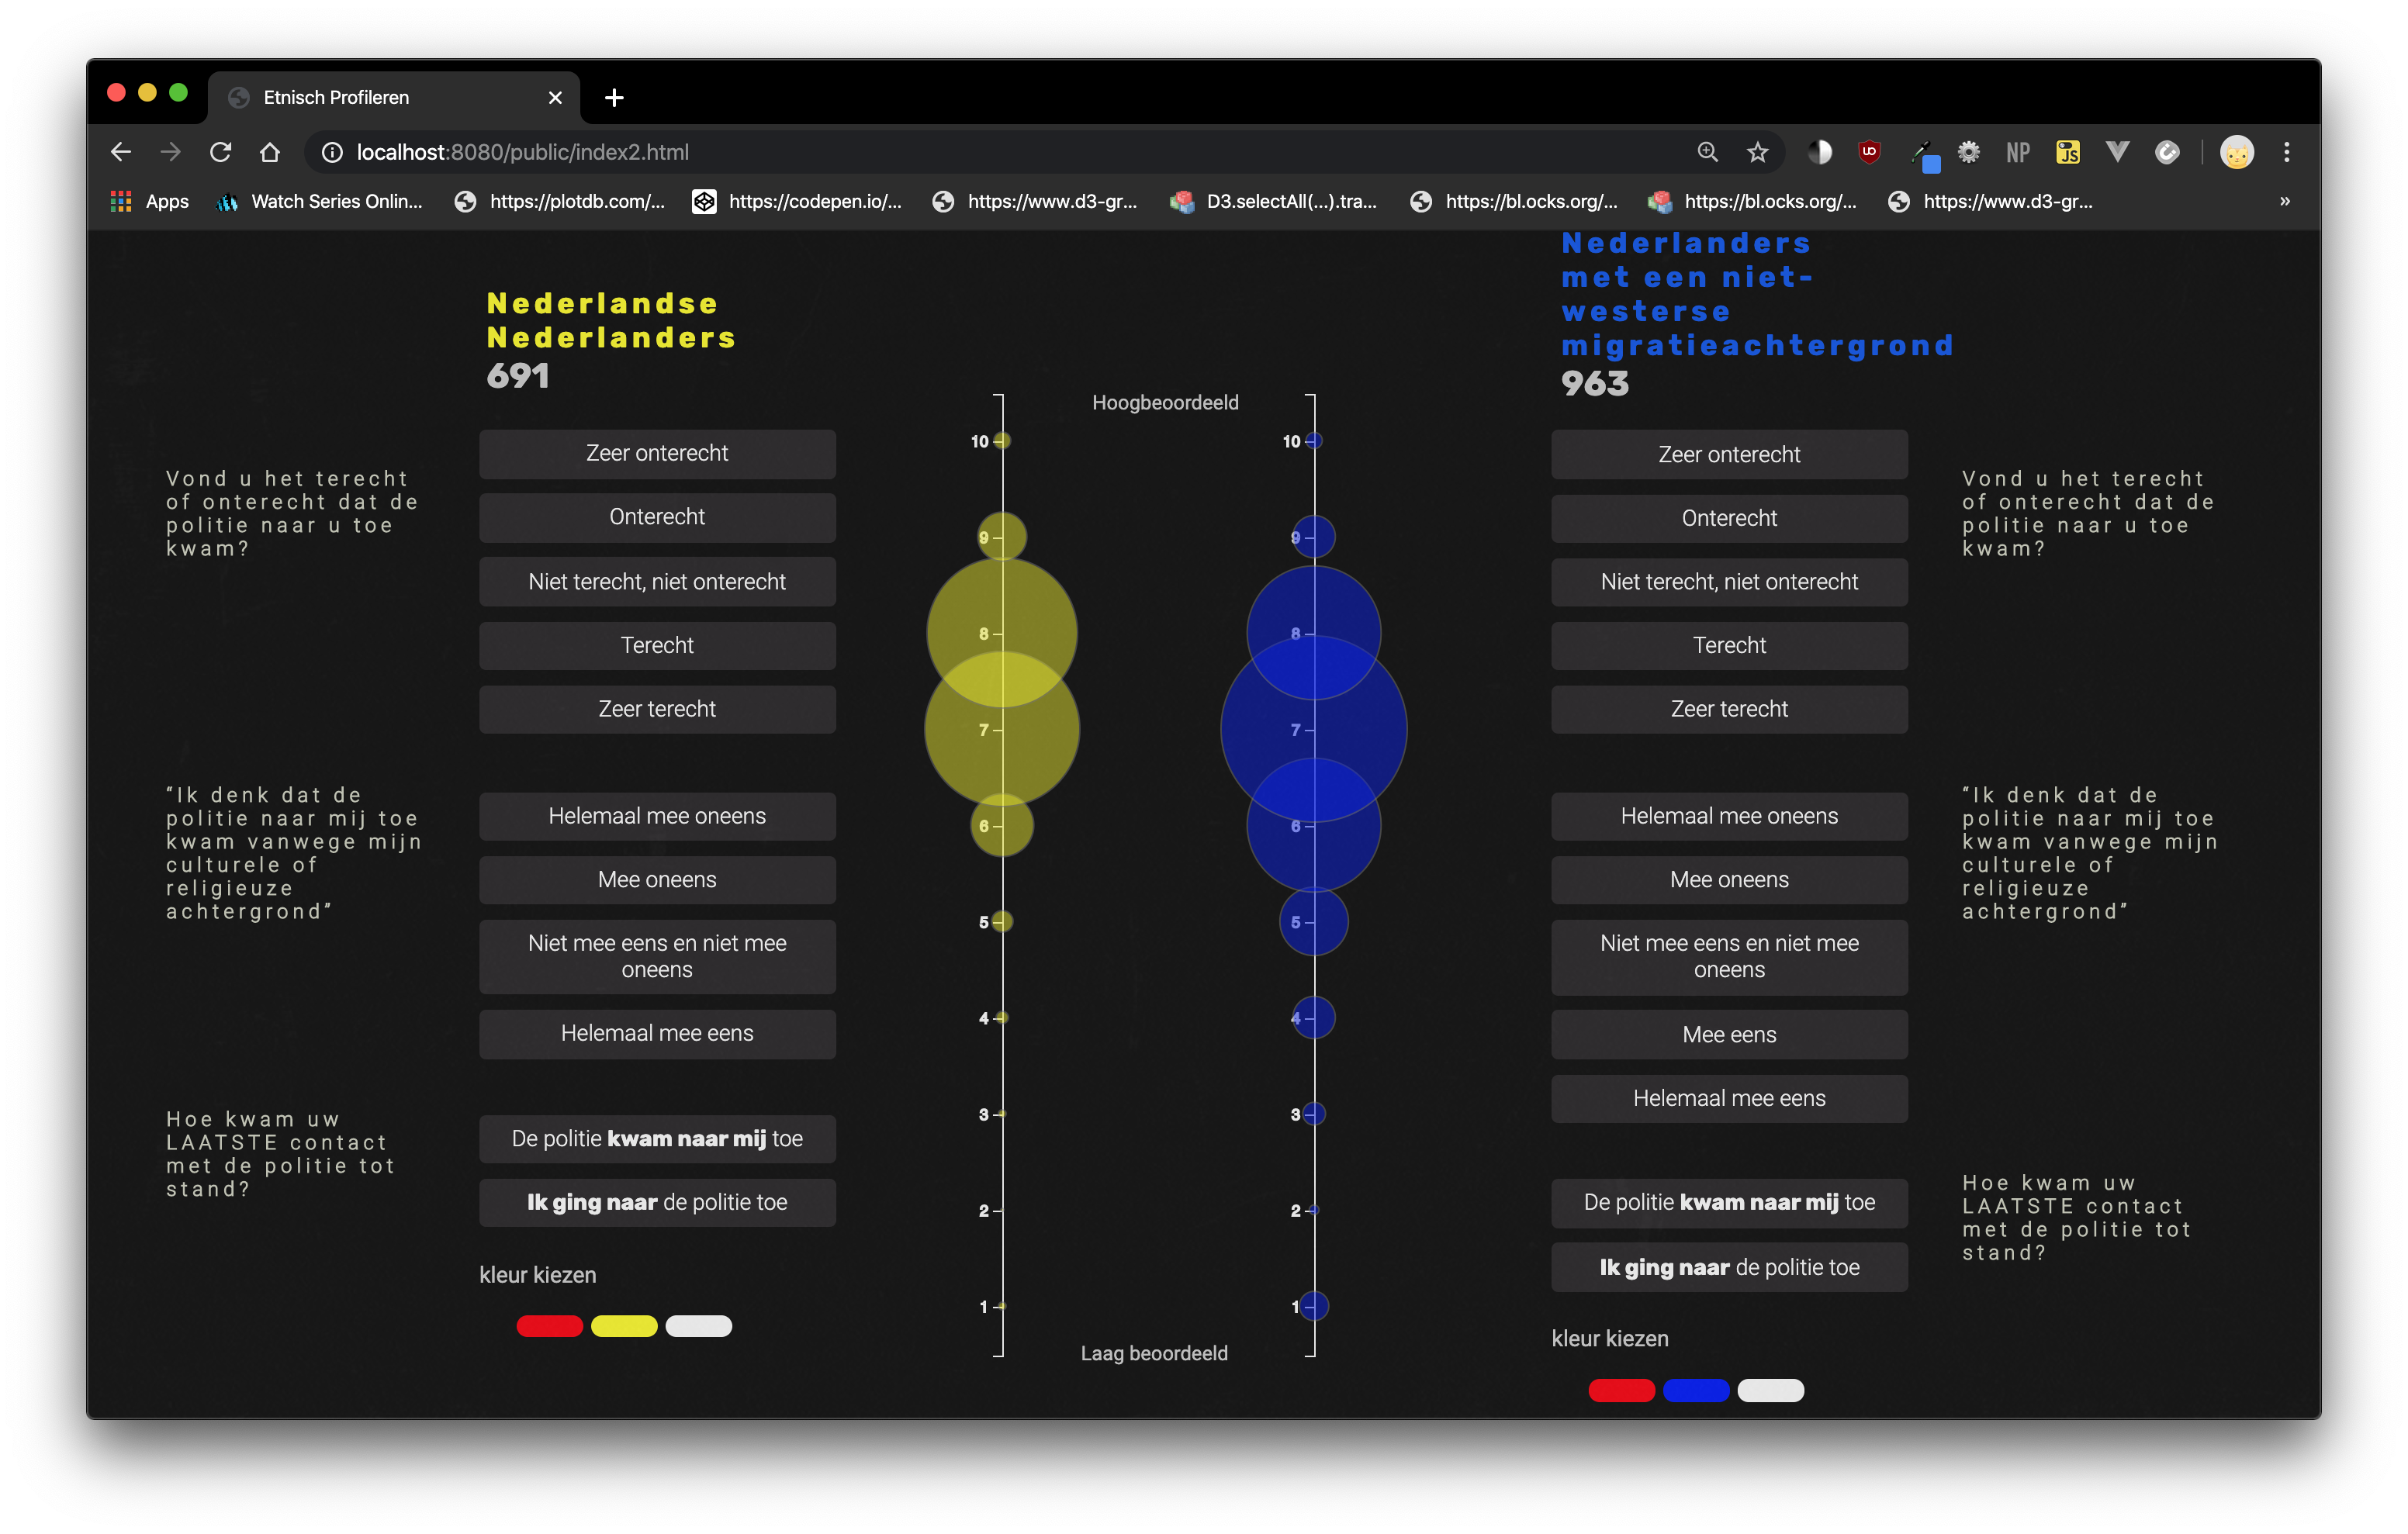 Etnisch Profileren
localhost:8080/public/index2.html
NP
JS
Apps
Watch Series Onlin...
https://plotdb.com/...
https://codepen.io/...
https://www.d3-gr...
D3.selectAll(...).tra...
https://bl.ocks.org/...
https://bl.ocks.org/...
https://www.d3-gr...
»
Nederlandse
Nederlanders
691
Vond u het terecht
of onterecht dat de
politie naar u toe
kwam?
Zeer onterecht
Onterecht
Niet terecht, niet onterecht
Terecht
Zeer terecht
“Ik denk dat de
politie naar mij toe
kwam vanwege mijn
culturele of
religieuze
achtergrond”
Helemaal mee oneens
Mee oneens
Niet mee eens en niet mee
oneens
Helemaal mee eens
Hoe kwam uw
LAATSTE contact
met de politie tot
stand?
De politie kwam naar mij toe
Ik ging naar de politie toe
kleur kiezen
Hoogbeoordeeld
10
9
8
7
6
5
4
3
2
1
10
9
8
7
6
5
4
3
2
1
Laag beoordeeld
Nederlanders
met een niet-
westerse
migratieachtergrond
963
Zeer onterecht
Onterecht
Niet terecht, niet onterecht
Terecht
Zeer terecht
Vond u het terecht
of onterecht dat de
politie naar u toe
kwam?
Helemaal mee oneens
Mee oneens
Niet mee eens en niet mee
oneens
Mee eens
Helemaal mee eens
“Ik denk dat de
politie naar mij toe
kwam vanwege mijn
culturele of
religieuze
achtergrond”
De politie kwam naar mij toe
Ik ging naar de politie toe
Hoe kwam uw
LAATSTE contact
met de politie tot
stand?
kleur kiezen